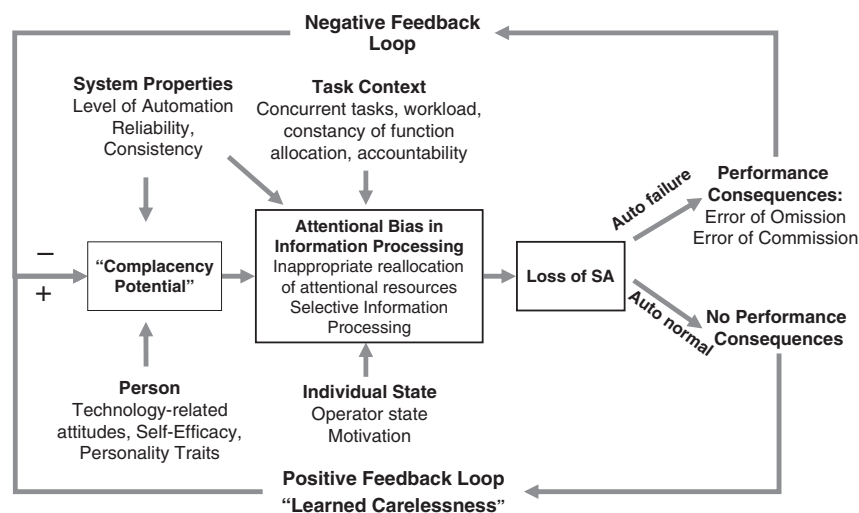 Negative Feedback
Loop
System Properties
Level of Automation
Reliability,
Consistency
Task Context
Concurrent tasks, workload,
constancy of function
allocation, accountability
–
+
“Complacency
Potential”
Attentional Bias in
Information Processing
Inappropriate reallocation
of attentional resources
Selective Information
Processing
Loss of SA
Auto failure
Performance
Consequences:
Error of Omission
Error of Commission
Auto normal
No Performance
Consequences
Person
Technology-related
attitudes, Self-Efficacy,
Personality Traits
Individual State
Operator state
Motivation
Positive Feedback Loop
“Learned Carelessness”